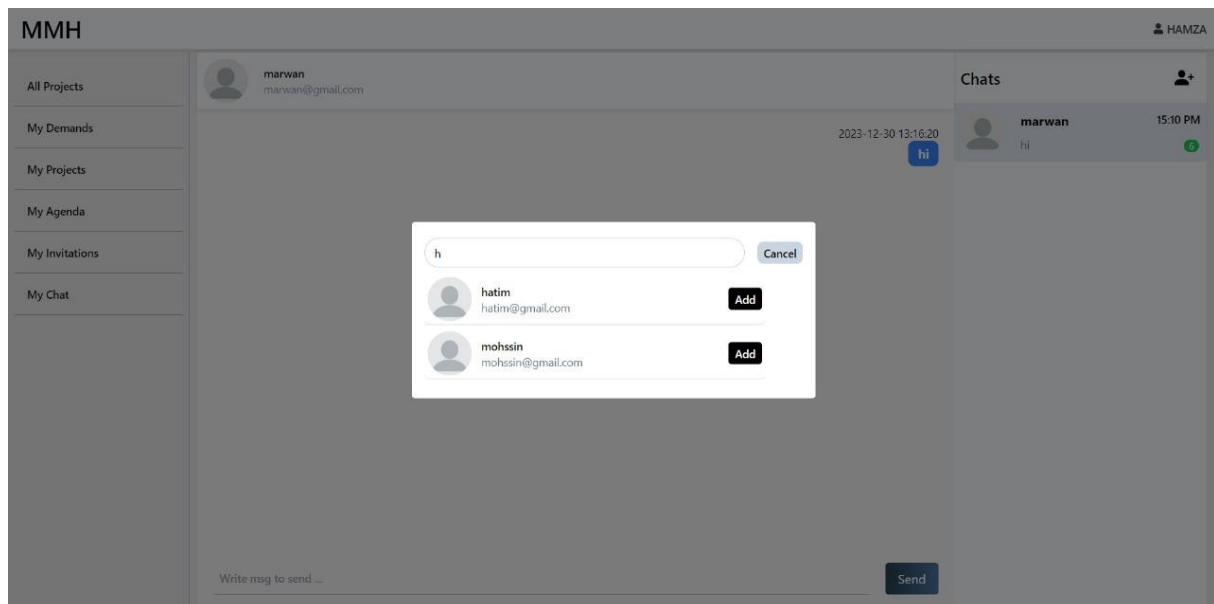 MMH
HAMZA
All Projects
My Demands
My Projects
My Agenda
My Invitations
My Chat
marwan
marwan@gmail.com
2023-12-30 13:16:20
hi
h
Cancel
hatim
hatim@gmail.com
Add
mohssin
mohssin@gmail.com
Add
Write msg to send ...
Send
Chats
marwan
15:10 PM
hi
6